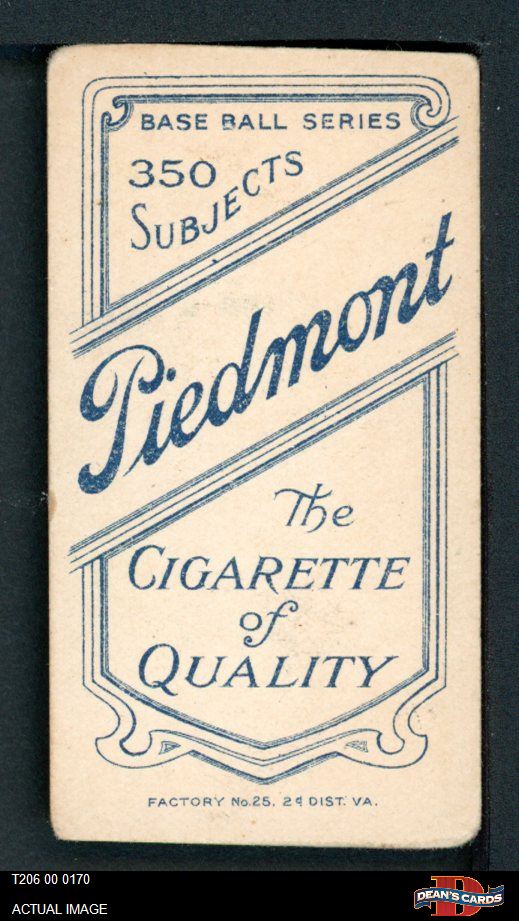 BASE BALL SERIES
350
SUBJECTS
Piedmont
The
CIGARETTE
of
QUALITY
FACTORY No. 25, 2d DIST. VA.
T206 00 0170
ACTUAL IMAGE
DEAN'S CARDS